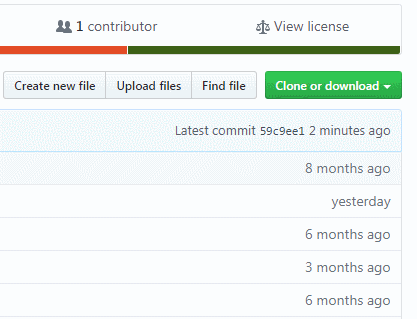 1 contributor View license
Create new file Upload files Find file Clone or download
Latest commit 59c9ee1 2 minutes ago
8 months ago
yesterday
6 months ago
3 months ago
6 months ago